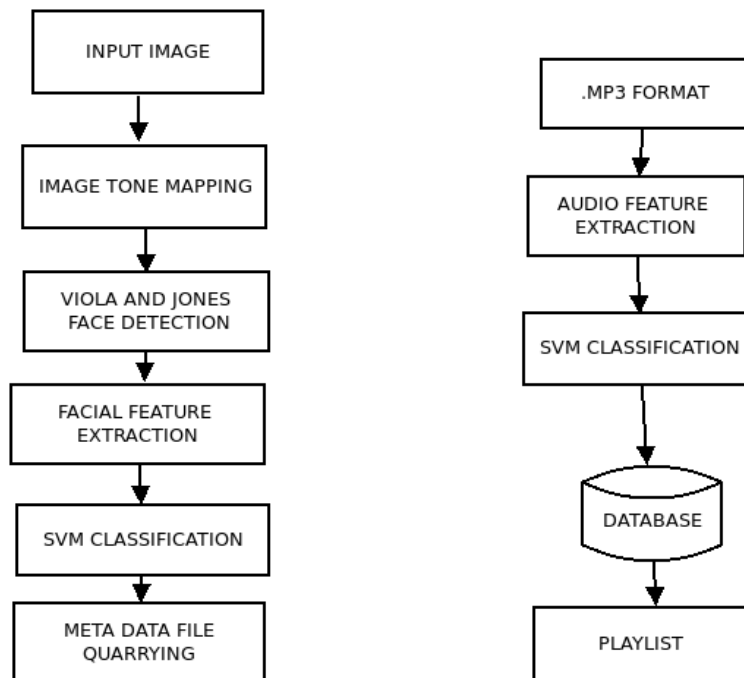 INPUT IMAGE
IMAGE TONE MAPPING
VIOLA AND JONES
FACE DETECTION
FACIAL FEATURE
EXTRACTION
SVM CLASSIFICATION
META DATA FILE
QUARRYING
.MP3 FORMAT
AUDIO FEATURE
EXTRACTION
SVM CLASSIFICATION
DATABASE
PLAYLIST